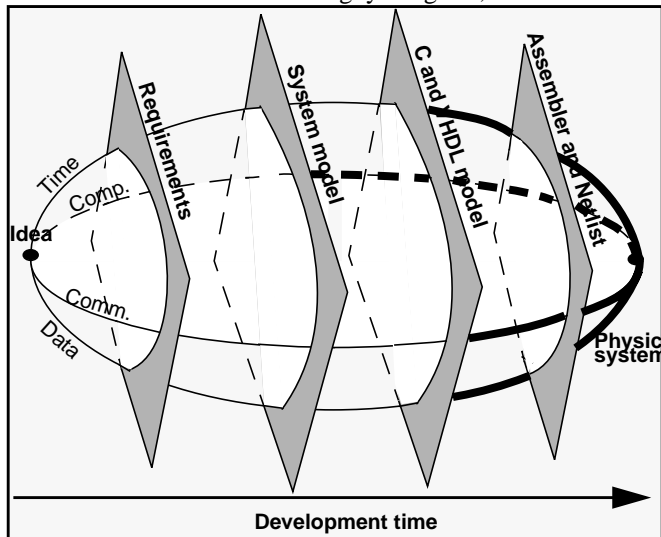 Requirements
System model
C and VHDL model
Assembler and Netlist
Time
Comp.
Idea
Comm.
Data
Physic
system
Development time